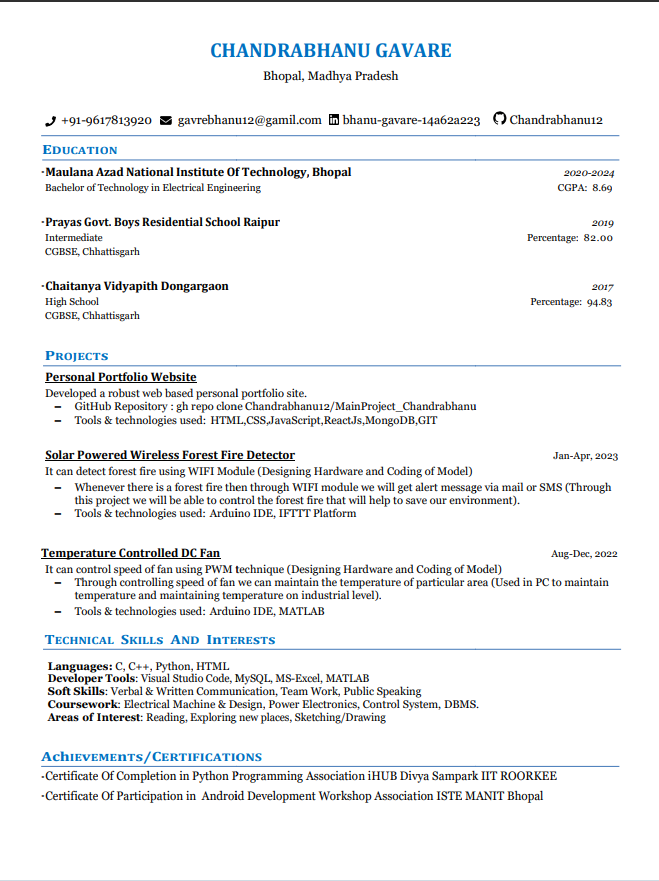 CHANDRABHANU GAVARE
Bhopal, Madhya Pradesh
+91-9617813920 gavrebhanu12@gamil.com bhanu-gavare-14a62a223 Chandrabhanu12
EDUCATION
·Maulana Azad National Institute Of Technology, Bhopal 2020-2024
Bachelor of Technology in Electrical Engineering CGPA: 8.69
·Prayas Govt. Boys Residential School Raipur 2019
Intermediate Percentage: 82.00
CGBSE, Chhattisgarh
·Chaitanya Vidyapith Dongargaon 2017
High School Percentage: 94.83
CGBSE, Chhattisgarh
PROJECTS
Personal Portfolio Website
Developed a robust web based personal portfolio site.
– GitHub Repository : gh repo clone Chandrabhanu12/MainProject_Chandrabhanu
– Tools & technologies used: HTML,CSS,JavaScript,ReactJs,MongoDB,GIT
Solar Powered Wireless Forest Fire Detector Jan-Apr, 2023
It can detect forest fire using WIFI Module (Designing Hardware and Coding of Model)
– Whenever there is a forest fire then through WIFI module we will get alert message via mail or SMS (Through
this project we will be able to control the forest fire that will help to save our environment).
– Tools & technologies used: Arduino IDE, IFTTT Platform
Temperature Controlled DC Fan Aug-Dec, 2022
It can control speed of fan using PWM technique (Designing Hardware and Coding of Model)
– Through controlling speed of fan we can maintain the temperature of particular area (Used in PC to maintain
temperature and maintaining temperature on industrial level).
– Tools & technologies used: Arduino IDE, MATLAB
TECHNICAL SKILLS AND INTERESTS
Languages: C, C++, Python, HTML
Developer Tools: Visual Studio Code, MySQL, MS-Excel, MATLAB
Soft Skills: Verbal & Written Communication, Team Work, Public Speaking
Coursework: Electrical Machine & Design, Power Electronics, Control System, DBMS.
Areas of Interest: Reading, Exploring new places, Sketching/Drawing
ACHIEVEMENTS/CERTIFICATIONS
·Certificate Of Completion in Python Programming Association iHUB Divya Sampark IIT ROORKEE
·Certificate Of Participation in Android Development Workshop Association ISTE MANIT Bhopal